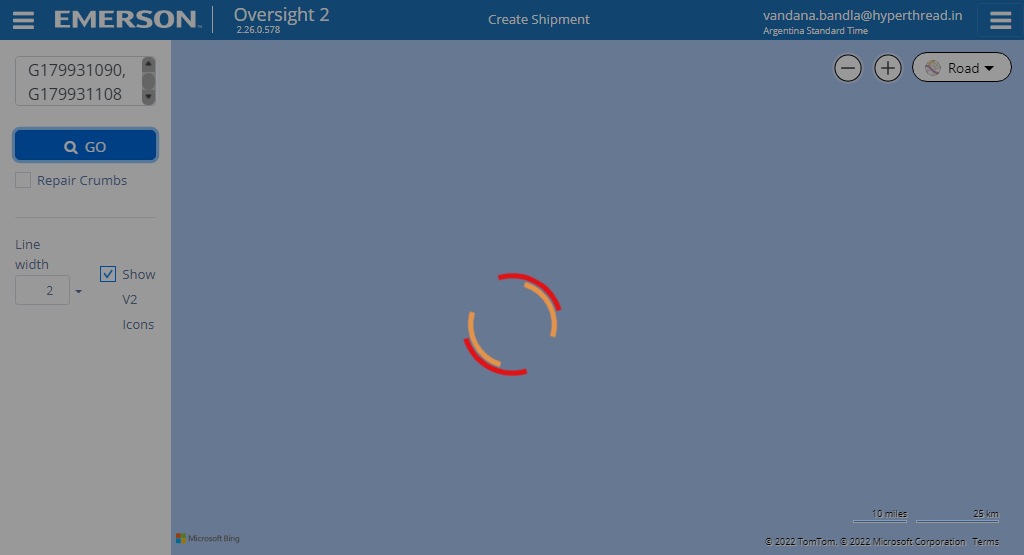 EMERSON
Oversight 2
2.26.0.578
Create Shipment
vandana.bandla@hyperthread.in
Argentina Standard Time
G179931090,
G179931108
GO
Repair Crumbs
Line
width
2
Show
V2
Icons
Road
10 miles
25 km
Microsoft Bing
© 2022 TomTom, © 2022 Microsoft Corporation Terms